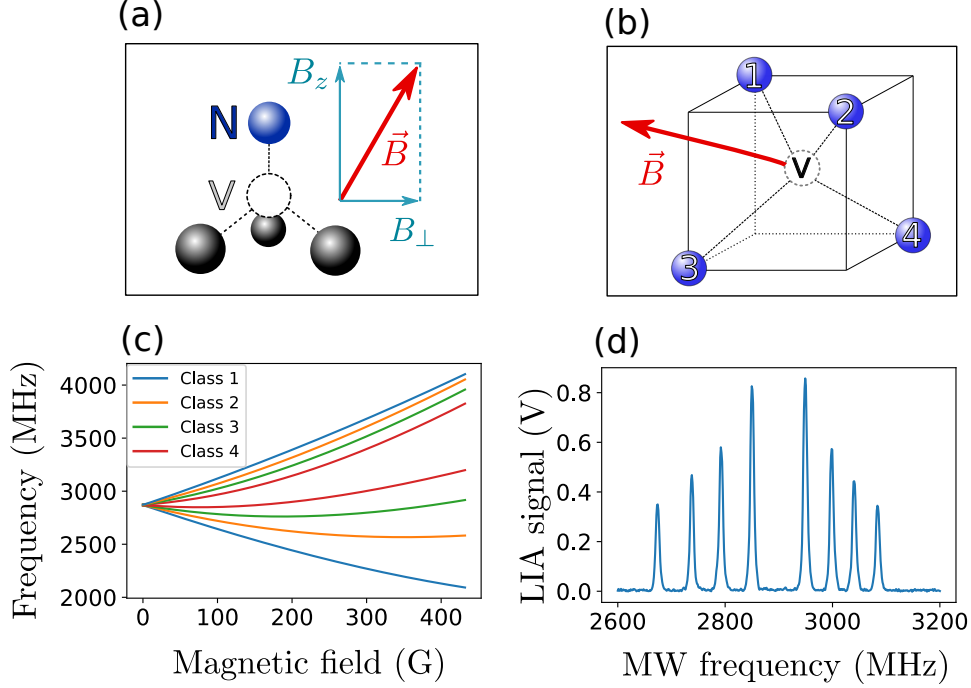 (a)
N
V
B_z
B⃗
B_⊥
(b)
1
2
V
3
4
B⃗
(c)
Frequency (MHz)
4000
3500
3000
2500
2000
Class 1
Class 2
Class 3
Class 4
0
100
200
300
400
Magnetic field (G)
(d)
LIA signal (V)
0.8
0.6
0.4
0.2
0.0
2600
2800
3000
3200
MW frequency (MHz)